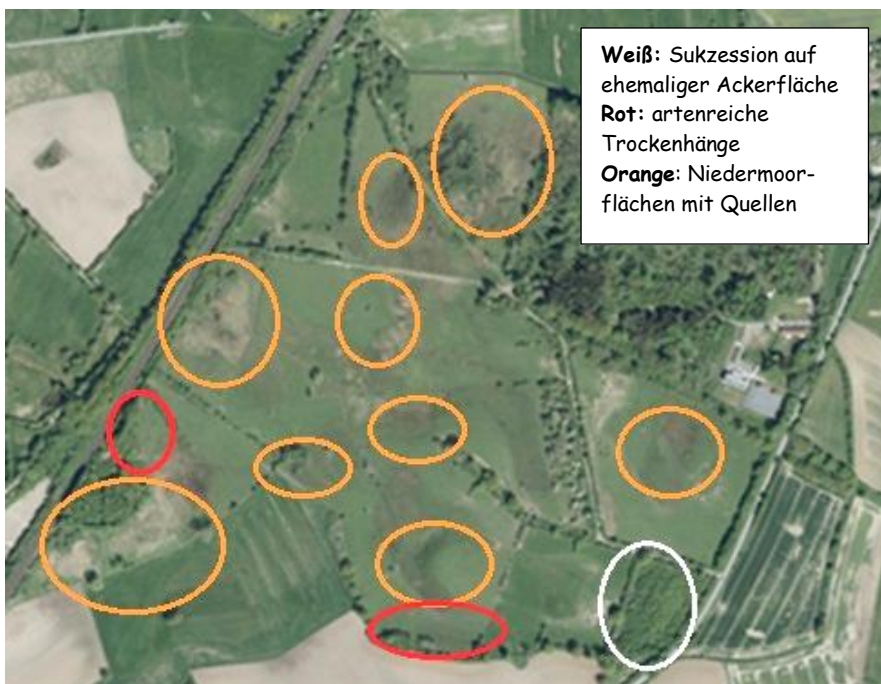 Weiß: Sukzession auf
ehemaliger Ackerfläche
Rot: artenreiche
Trockenhänge
Orange: Niedermoor-
flächen mit Quellen